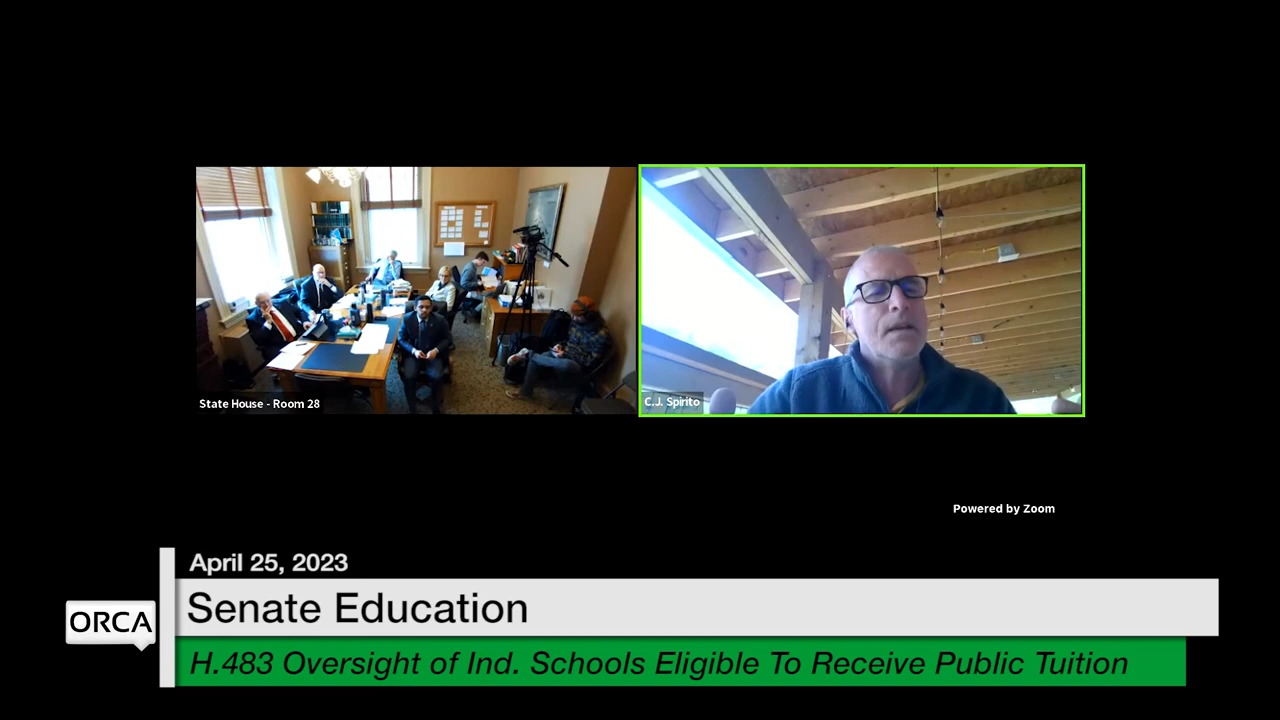 State House - Room 28
C.J. Spirito
Powered by Zoom
April 25, 2023
Senate Education
ORCA
H.483 Oversight of Ind. Schools Eligible To Receive Public Tuition